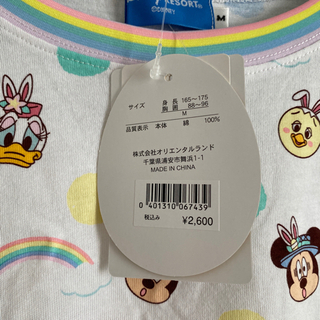 RESORT
©DISNEY
M
サイズ 身長 165～175
胸囲 88～96
M
品質表示 本体 綿 100%
株式会社オリエンタルランド
千葉県浦安市舞浜1-1
MADE IN CHINA
0 401310 067439
税込み ¥2,600